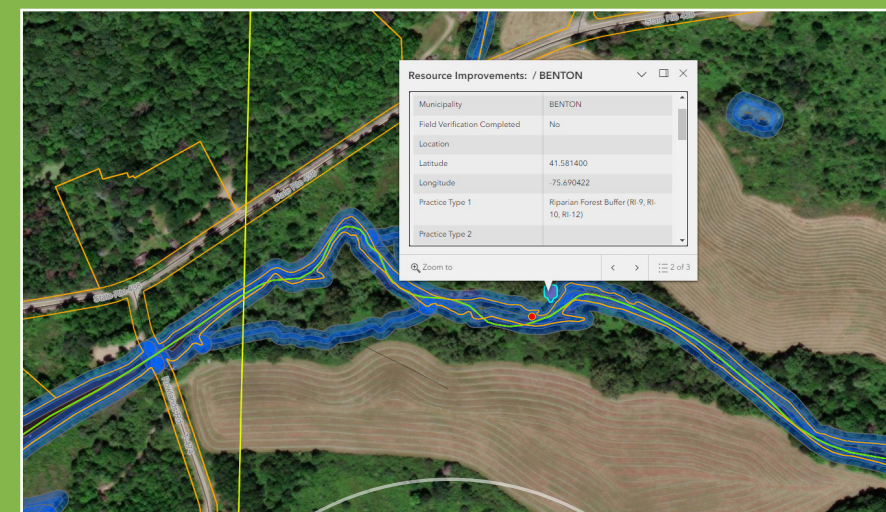 Resource Improvements: / BENTON
Municipality BENTON
Field Verification Completed No
Location
Latitude 41.581400
Longitude -75.690422
Practice Type 1 Riparian Forest Buffer (RI-9, RI-
10, RI-12)
Practice Type 2
Zoom to
2 of 3